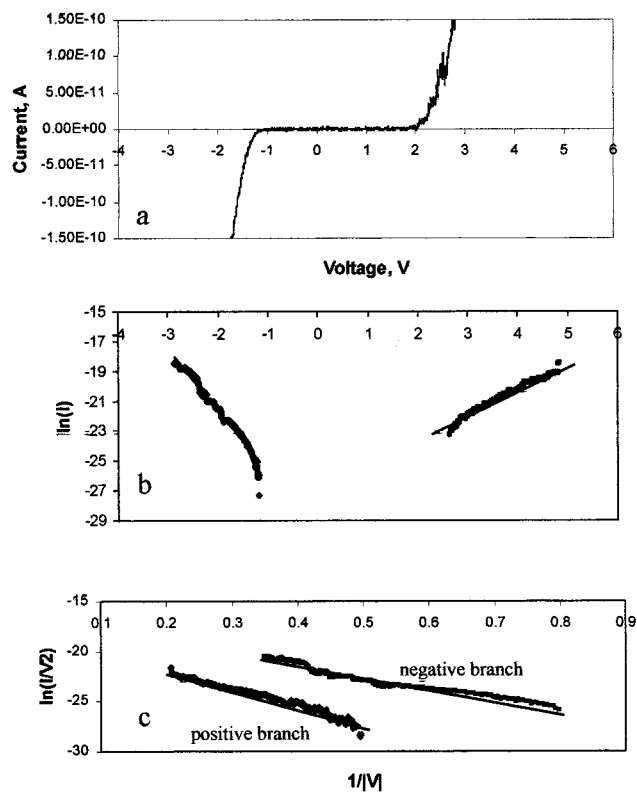 1.50E-10
1.00E-10
5.00E-11
0.00E+00
-4 -3 -2 -1 0 1 2 3 4 5 6
-5.00E-11
-1.00E-10
-1.50E-10
Current, A
a
Voltage, V
-15
-4 -3 -2 -1 0 1 2 3 4 5 6
-17
-19
-21
-23
-25
-27
-29
ln(I)
b
-15
0.1 0.2 0.3 0.4 0.5 0.6 0.7 0.8 0.9
-20
-25
-30
ln(I/V2)
negative branch
c
positive branch
1/|V|